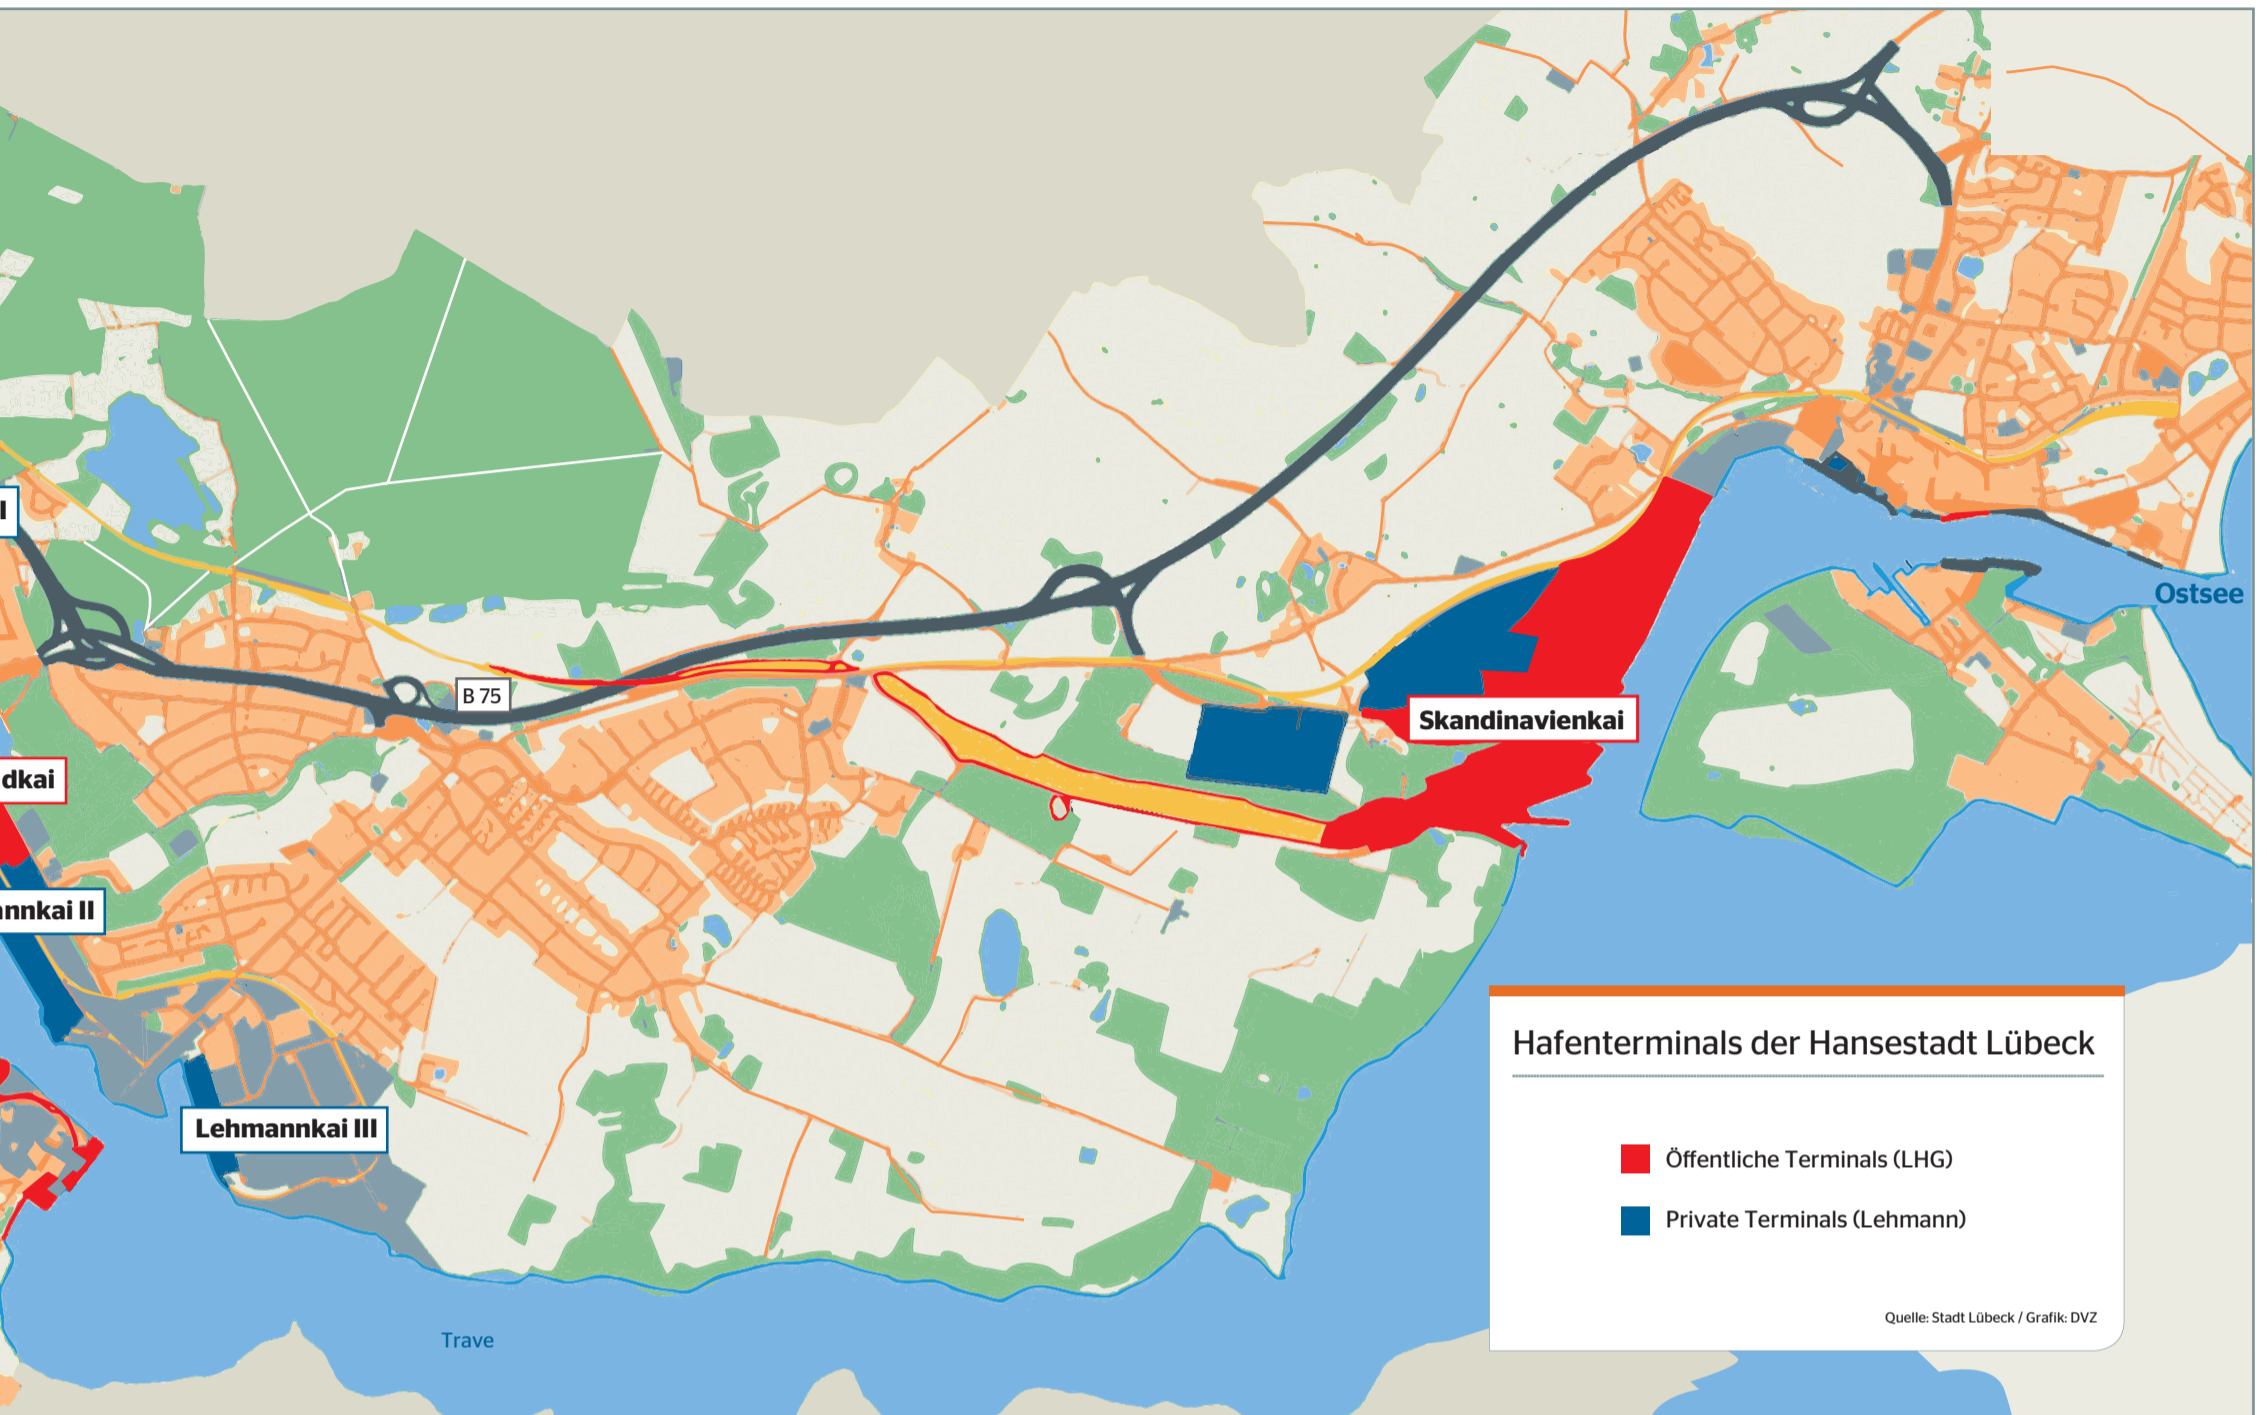 I
B 75
Ostsee
Skandinavienkai
dkai
annkai II
Lehmannkai III
Hafenterminals der Hansestadt Lübeck
Öffentliche Terminals (LHG)
Private Terminals (Lehmann)
Quelle: Stadt Lübeck / Grafik: DVZ
Trave